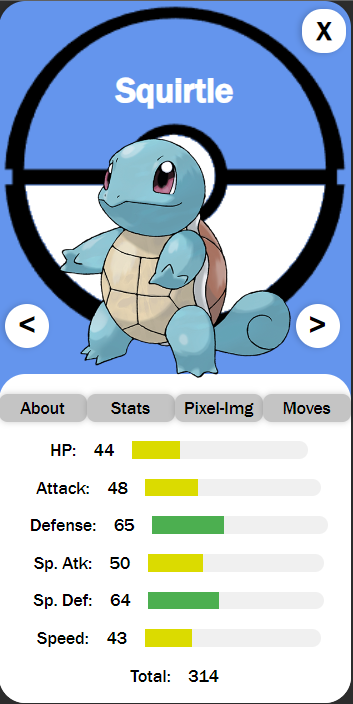 X
Squirtle
< >
About Stats Pixel-Img Moves
HP: 44
Attack: 48
Defense: 65
Sp. Atk: 50
Sp. Def: 64
Speed: 43
Total: 314